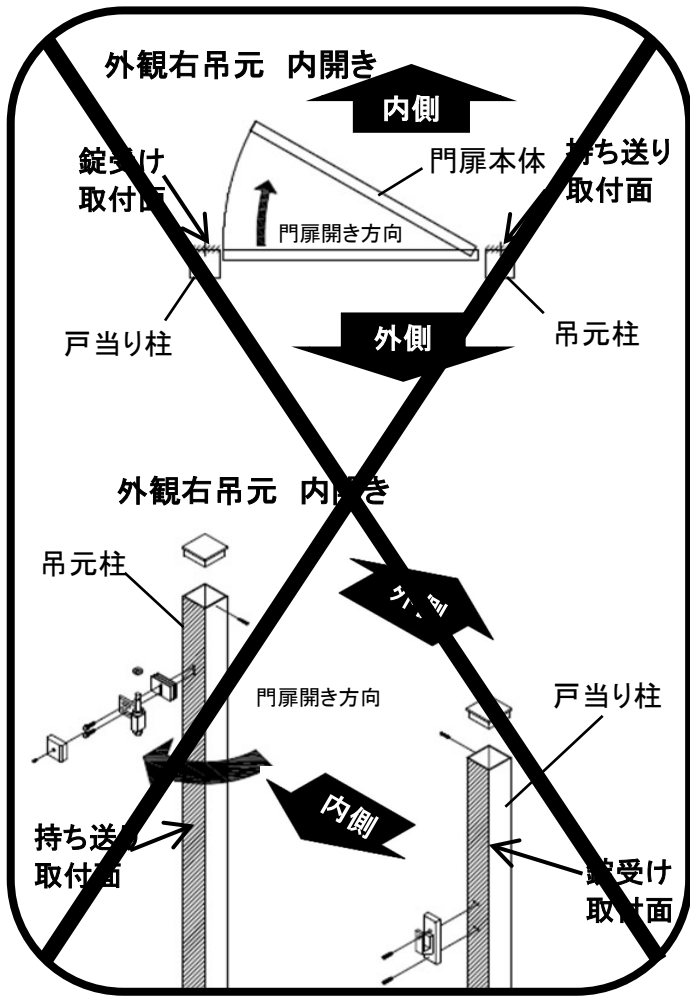 外観右吊元 内開き
内側
錠受け
取付面
門扉本体
持ち送り
取付面
門扉開き方向
戸当り柱
外側
吊元柱
外観右吊元 内開き
吊元柱
外側
門扉開き方向
戸当り柱
内側
持ち送り
取付面
錠受け
取付面